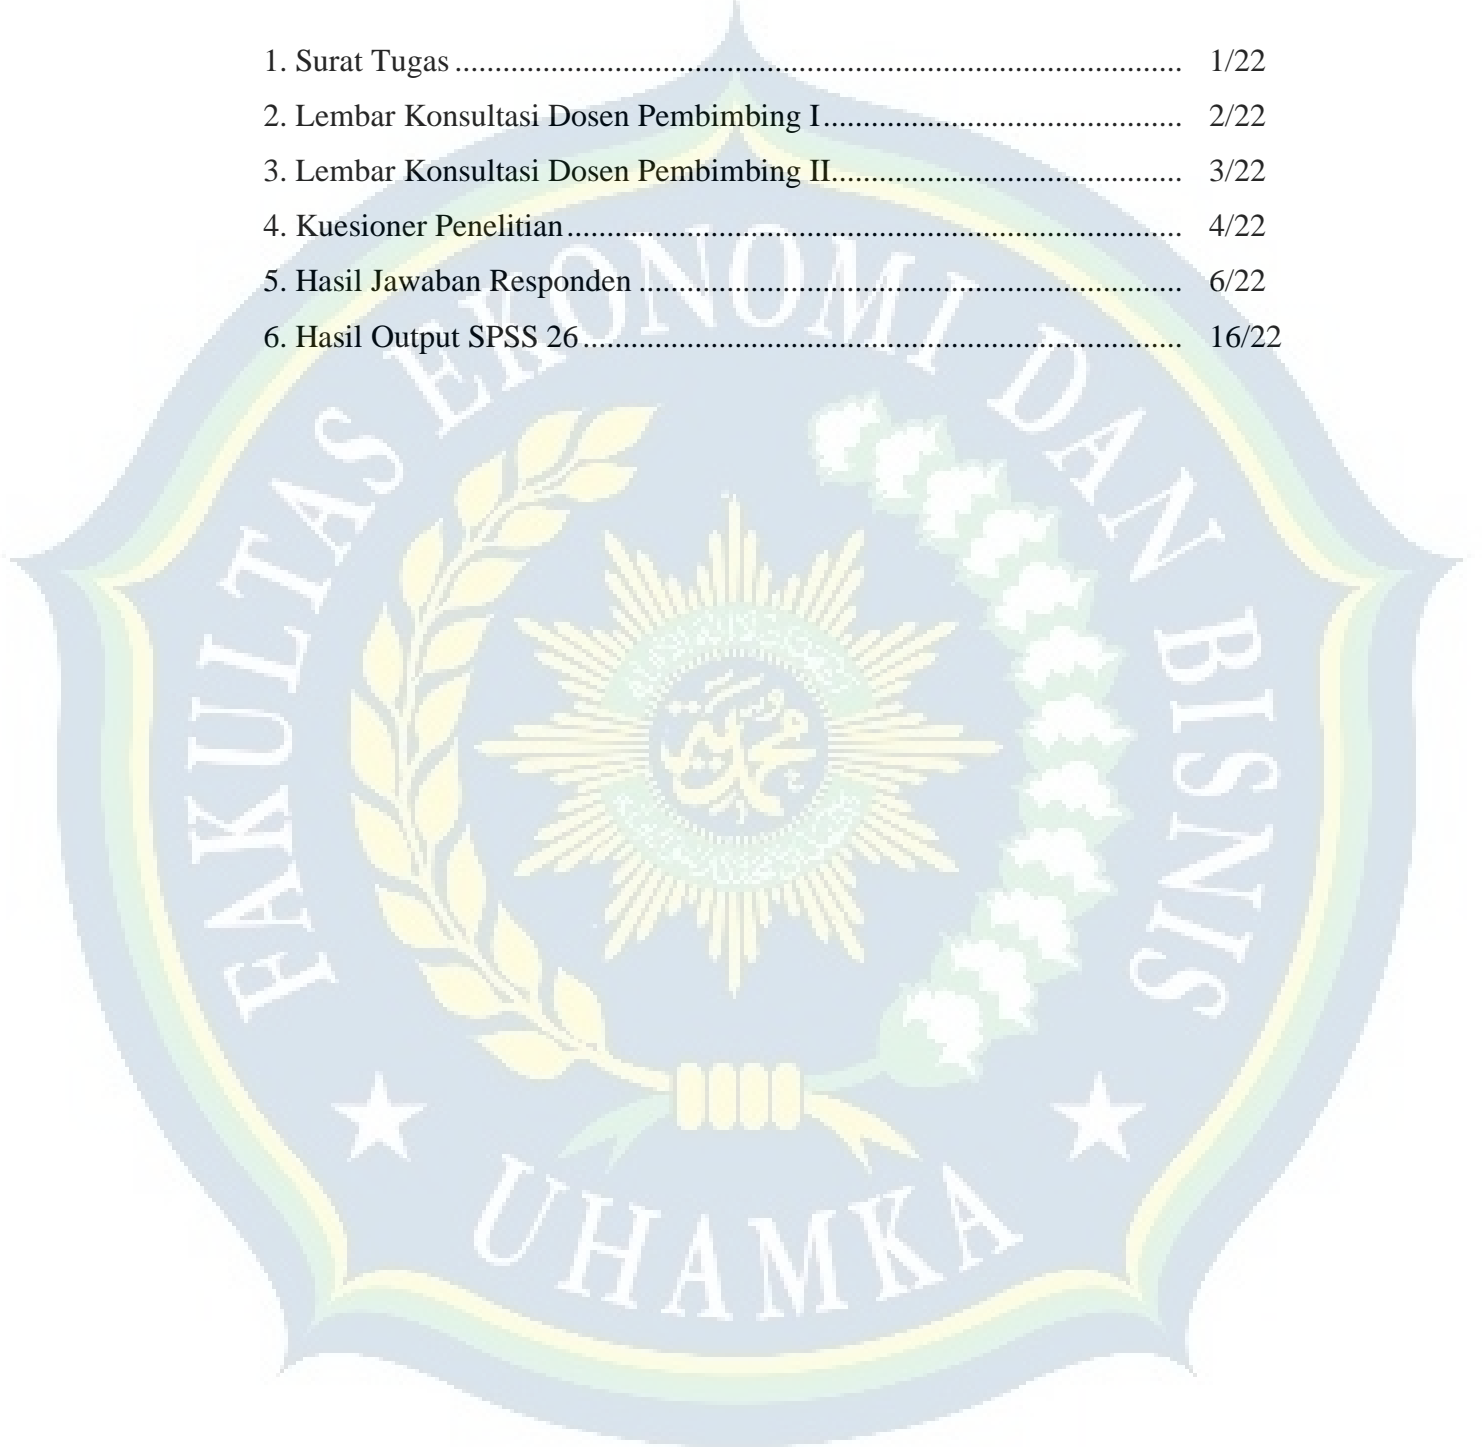 1. Surat Tugas ........................................................................................... 1/22
2. Lembar Konsultasi Dosen Pembimbing I ............................................. 2/22
3. Lembar Konsultasi Dosen Pembimbing II ............................................ 3/22
4. Kuesioner Penelitian ............................................................................. 4/22
5. Hasil Jawaban Responden .................................................................... 6/22
6. Hasil Output SPSS 26 ........................................................................... 16/22
FAKULTAS EKONOMI DAN BISNIS
محمدية
UHAMKA